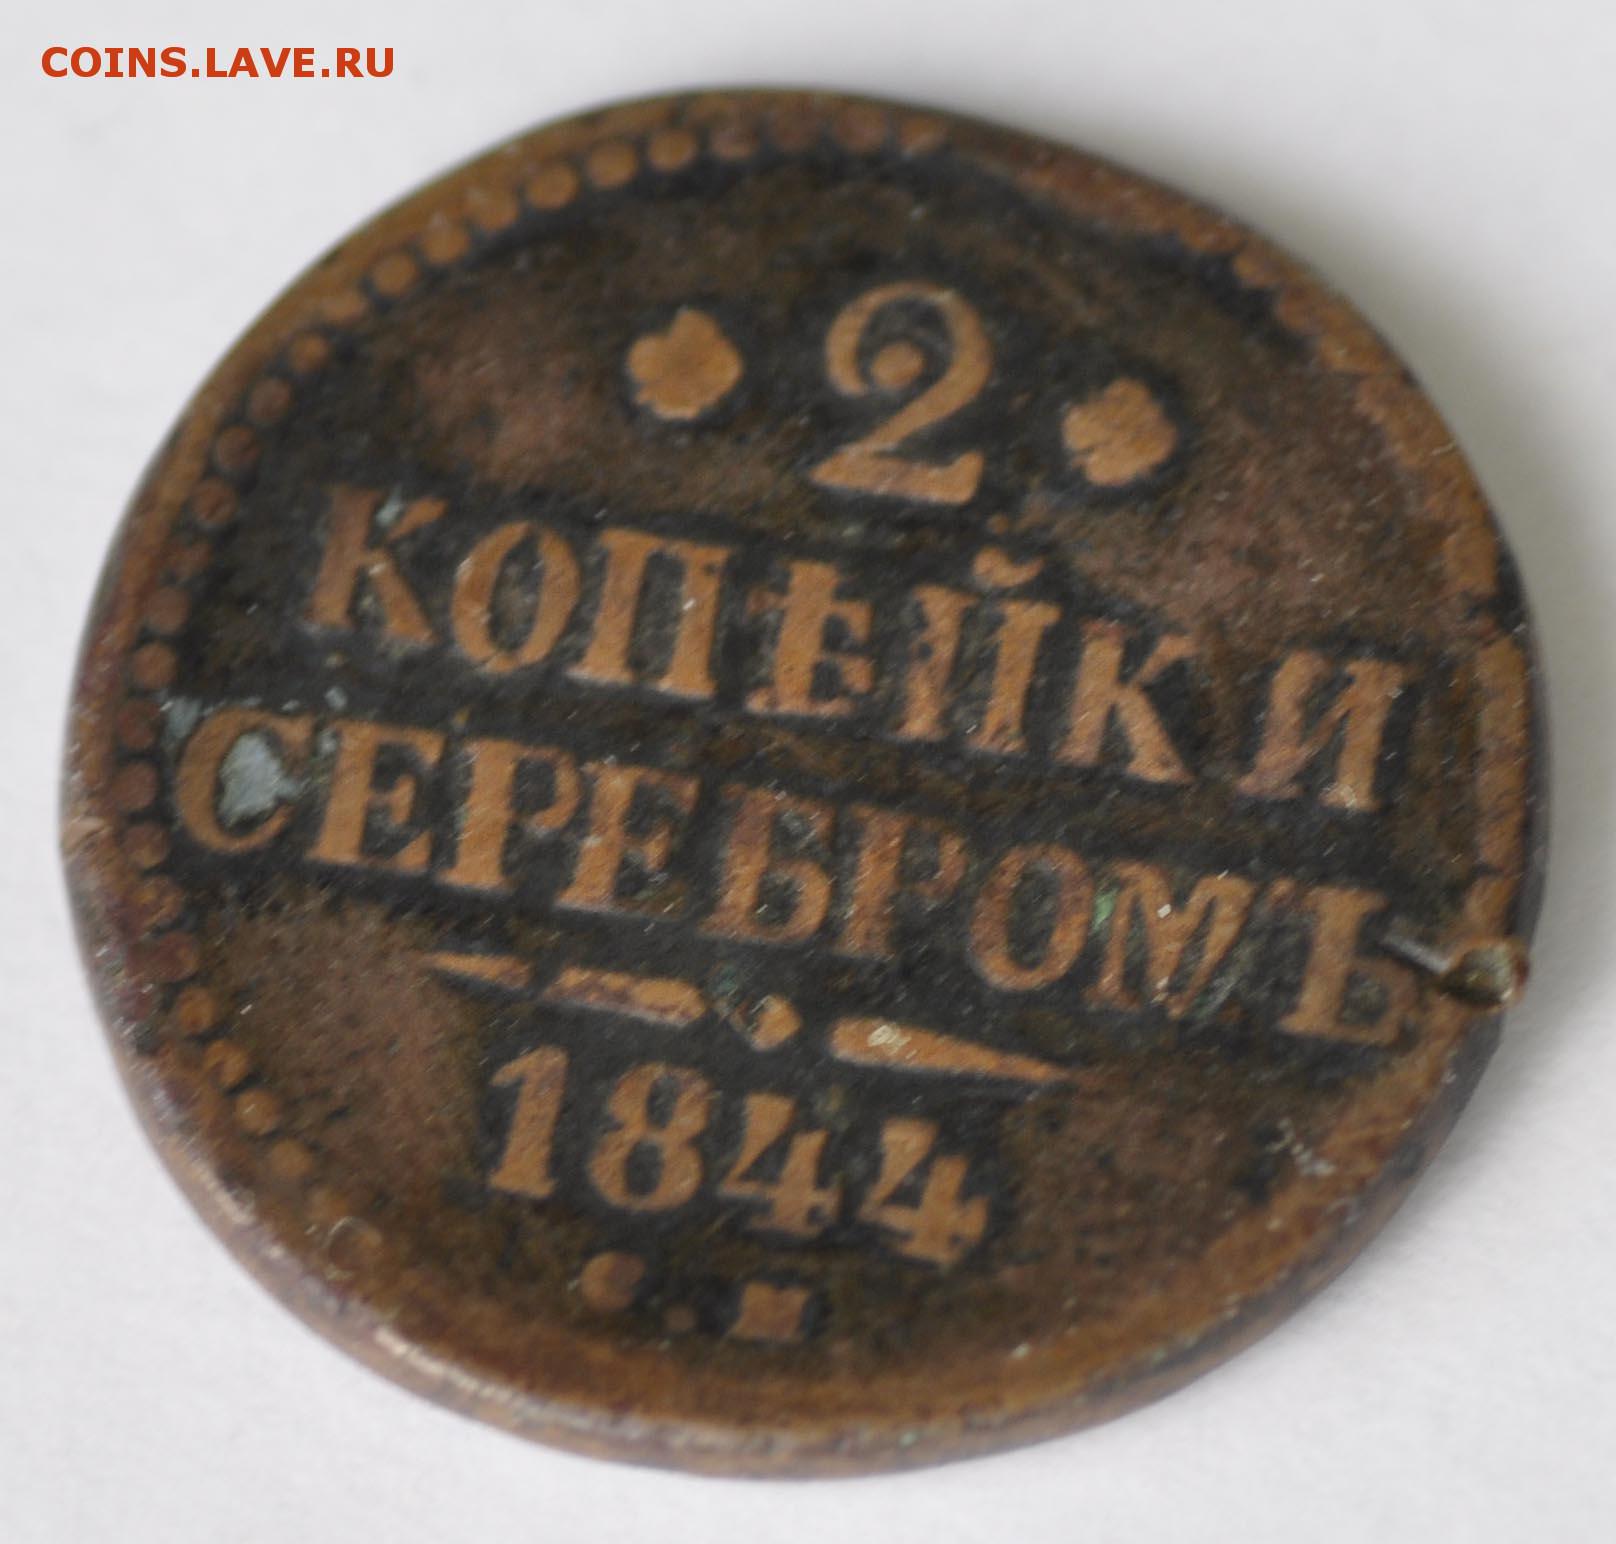 COINS.LAVE.RU
2
КОПѢЙКИ
СЕРЕБРОМЪ
1844